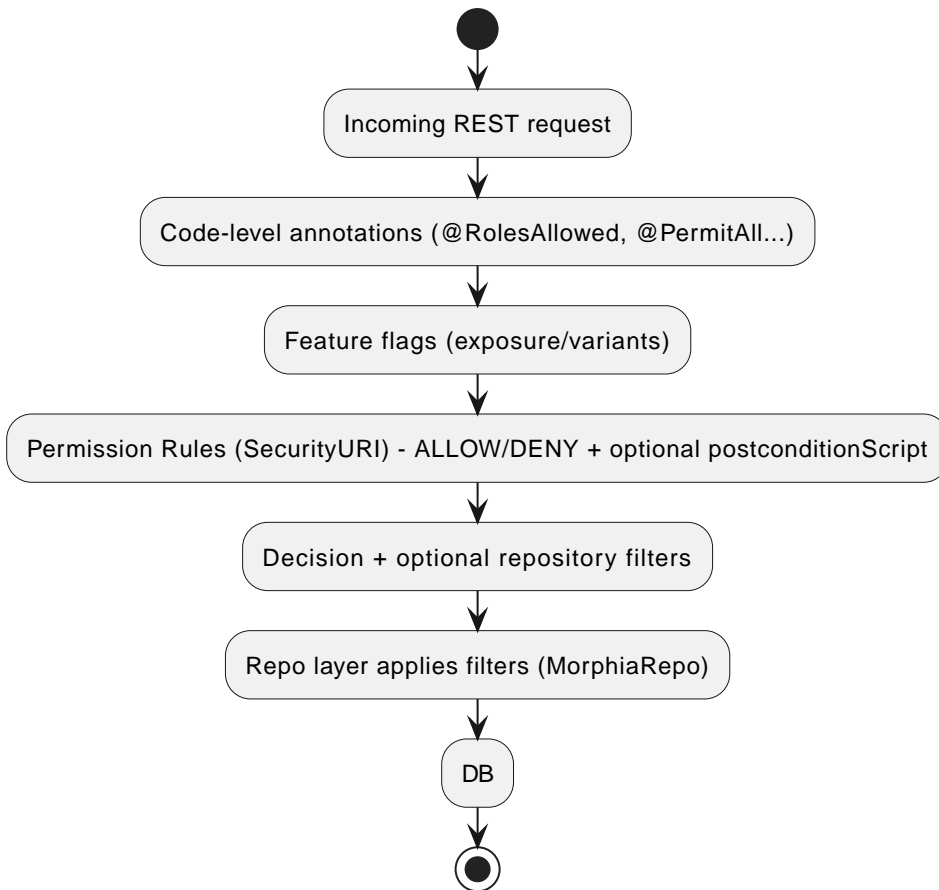 Incoming REST request
Code-level annotations (@RolesAllowed, @PermitAll...)
Feature flags (exposure/variants)
Permission Rules (SecurityURI) - ALLOW/DENY + optional postconditionScript
Decision + optional repository filters
Repo layer applies filters (MorphiaRepo)
DB